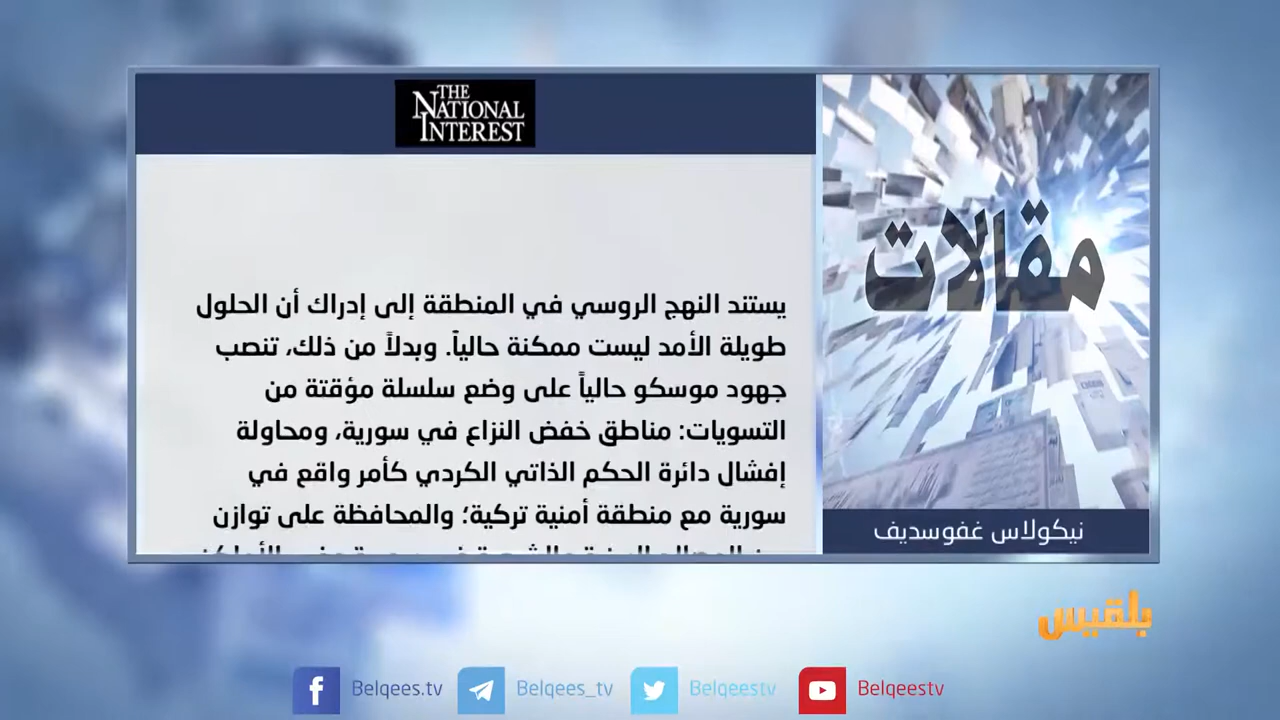 THE
NATIONAL
INTEREST
مقالات
يستند النهج الروسي في المنطقة إلى إدراك أن الحلول
طويلة الأمد ليست ممكنة حالياً. وبدلاً من ذلك، تنصب
جهود موسكو حالياً على وضع سلسلة مؤقتة من
التسويات: مناطق خفض النزاع في سورية، ومحاولة
إفشال دائرة الحكم الذاتي الكردي كأمر واقع في
سورية مع منطقة أمنية تركية؛ والمحافظة على توازن
نيكولاس غفوسديف
بلقيس
Belqees.tv
Belqees_tv
Belqeestv
Belqeestv